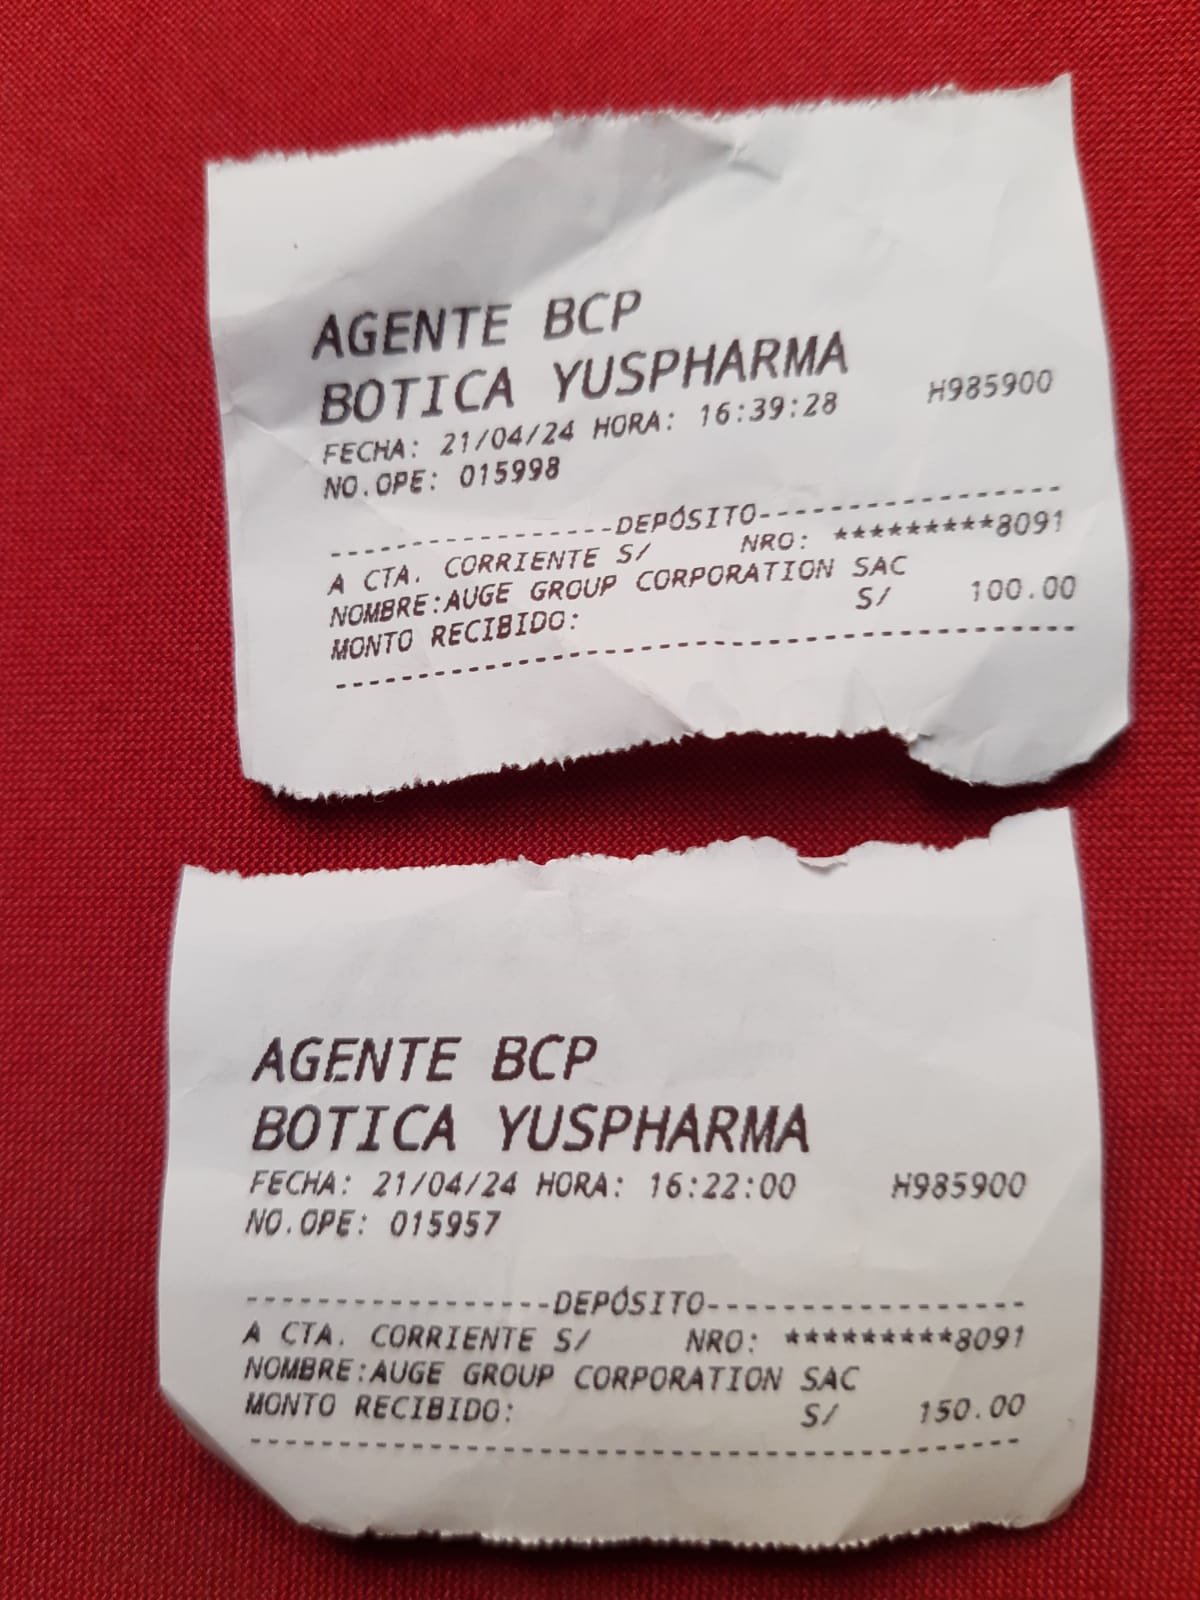 AGENTE BCP
BOTICA YUSPHARMA
FECHA: 21/04/24 HORA: 16:39:28 H985900
NO.OPE: 015998
-----------------DEPÓSITO------------------
A CTA. CORRIENTE S/ NRO: *********8091
NOMBRE:AUGE GROUP CORPORATION SAC
MONTO RECIBIDO: S/ 100.00
-------------------------------------------
AGENTE BCP
BOTICA YUSPHARMA
FECHA: 21/04/24 HORA: 16:22:00 H985900
NO.OPE: 015957
-----------------DEPÓSITO------------------
A CTA. CORRIENTE S/ NRO: *********8091
NOMBRE:AUGE GROUP CORPORATION SAC
MONTO RECIBIDO: S/ 150.00
-------------------------------------------